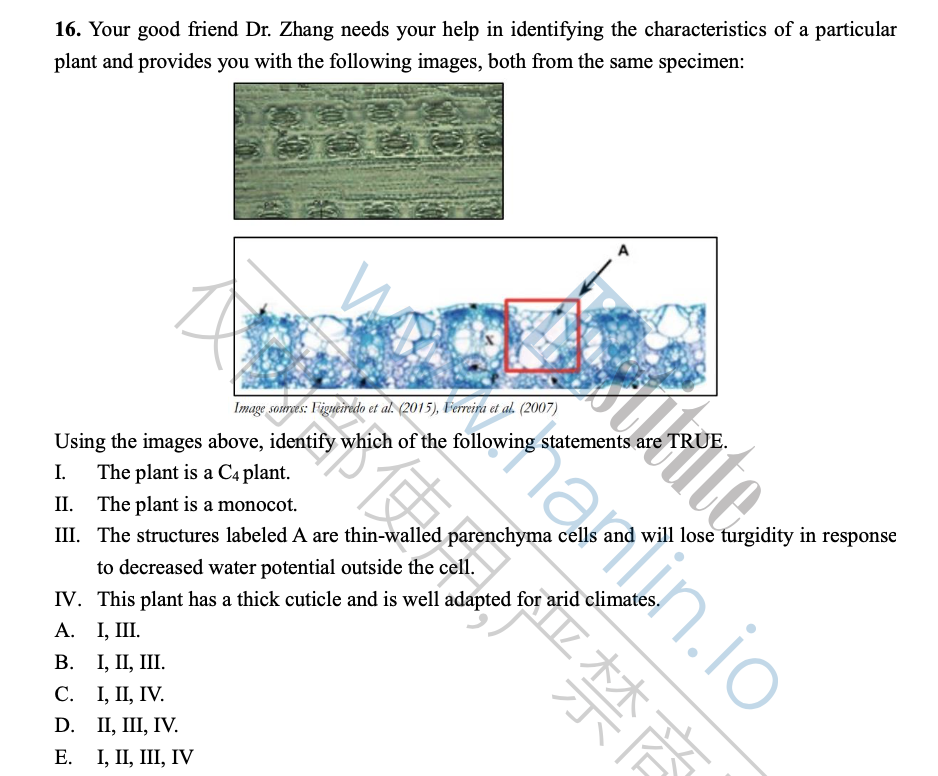 16. Your good friend Dr. Zhang needs your help in identifying the characteristics of a particular
plant and provides you with the following images, both from the same specimen:
A
X
Image sources: Figueiredo et al. (2015), Ferreira et al. (2007)
Using the images above, identify which of the following statements are TRUE.
I. The plant is a C4 plant.
II. The plant is a monocot.
III. The structures labeled A are thin-walled parenchyma cells and will lose turgidity in response
to decreased water potential outside the cell.
IV. This plant has a thick cuticle and is well adapted for arid climates.
A. I, III.
B. I, II, III.
C. I, II, IV.
D. II, III, IV.
E. I, II, III, IV
www.hanlin.io
Institute
仅内部使用,严禁商